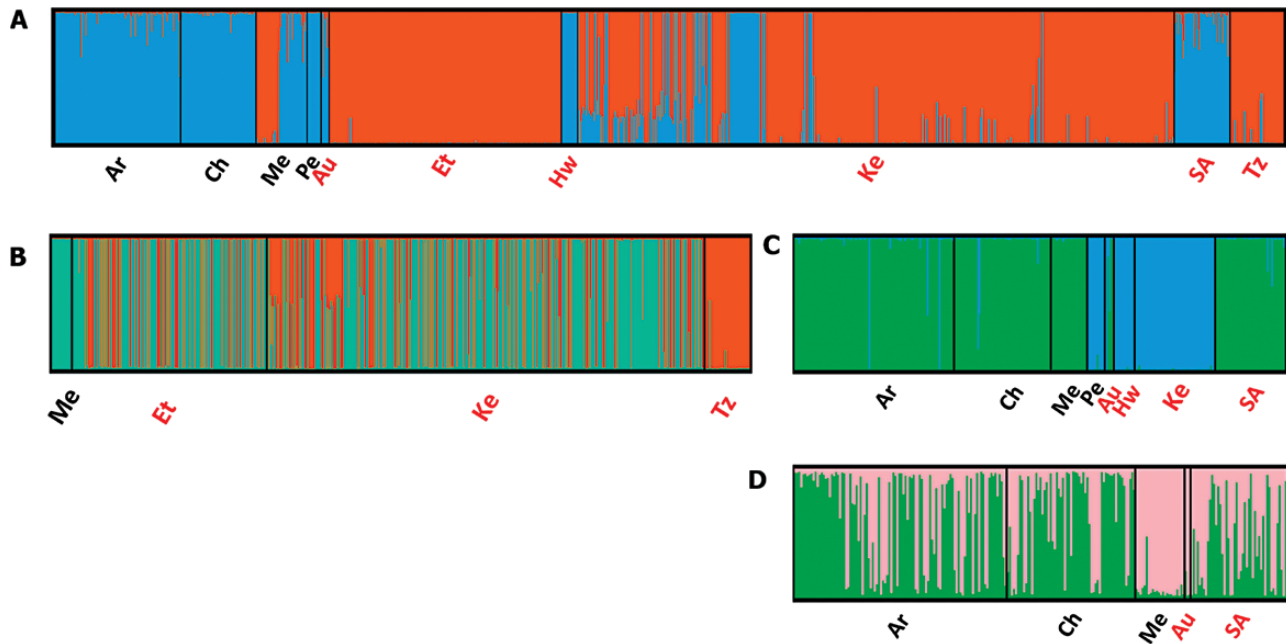 A
Ar Ch Me Pe Au Et Hw Ke SA Tz
B
Me Et Ke Tz
C
Ar Ch Me Pe Au Hw Ke SA
D
Ar Ch Me Au SA